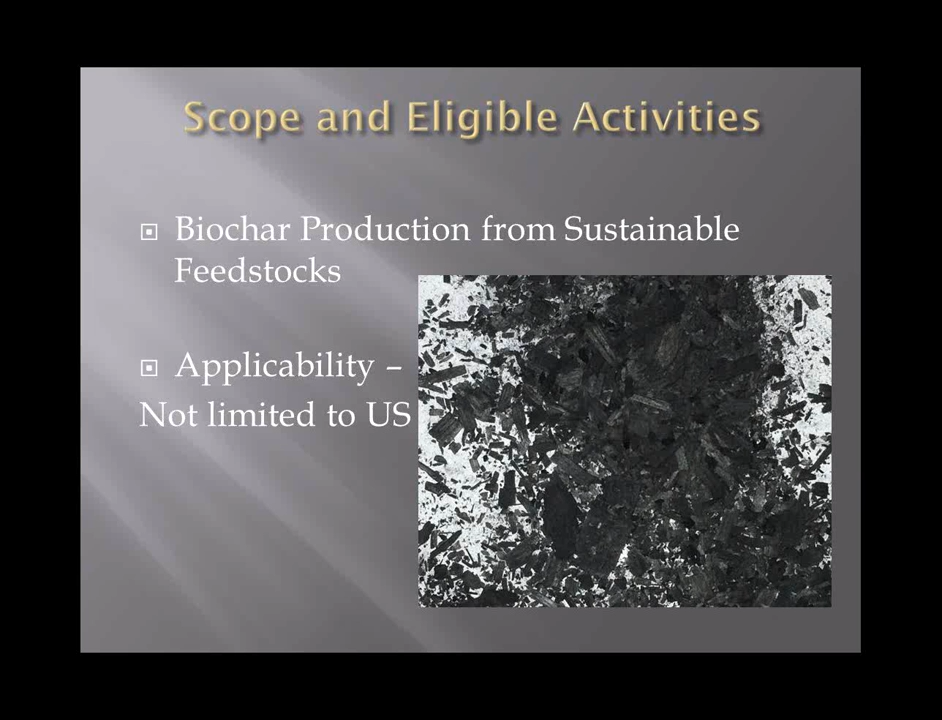 Scope and Eligible Activities
Biochar Production from Sustainable
Feedstocks
Applicability –
Not limited to US